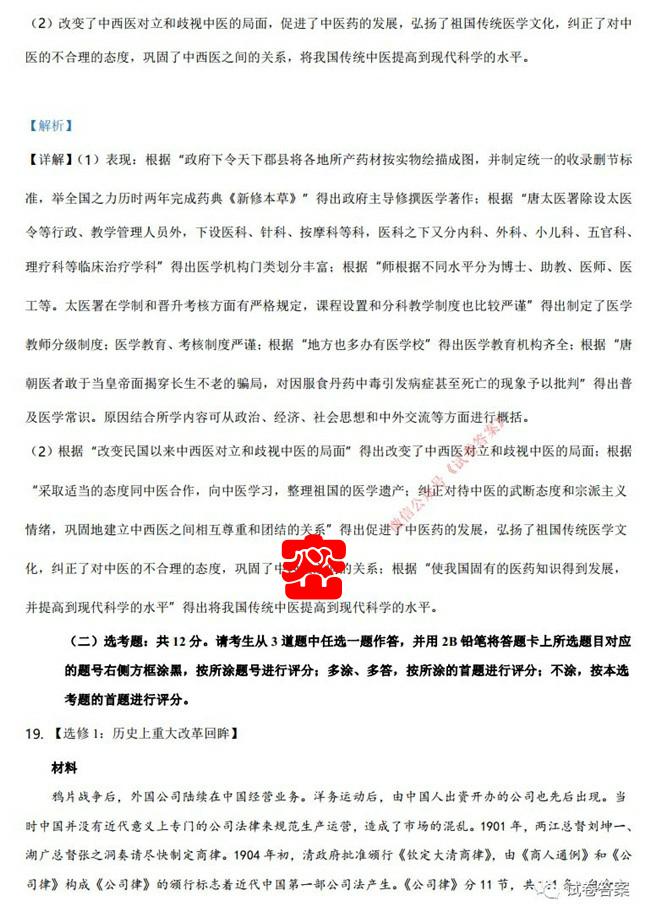 （2）改变了中西医对立和歧视中医的局面，促进了中医药的发展，弘扬了祖国传统医学文化，纠正了对中
医的不合理的态度，巩固了中西医之间的关系，将我国传统中医提高到现代科学的水平。
【解析】
【详解】（1）表现：根据“政府下令天下郡县将各地所产药材按实物绘描成图，并制定统一的收录删节标
准，举全国之力历时两年完成药典《新修本草》”得出政府主导修撰医学著作；根据“唐太医署除设太医
令等行政、教学管理人员外，下设医科、针科、按摩科等科，医科之下又分内科、外科、小儿科、五官科、
理疗科等临床治疗学科”得出医学机构门类划分丰富；根据“师根据不同水平分为博士、助教、医师、医
工等。太医署在学制和晋升考核方面有严格规定，课程设置和分科教学制度也比较严谨”得出制定了医学
教师分级制度；医学教育、考核制度严谨；根据“地方也多办有医学校”得出医学教育机构齐全；根据“唐
朝医者敢于当皇帝面揭穿长生不老的骗局，对因服食丹药中毒引发病症甚至死亡的现象予以批判”得出普
及医学常识。原因结合所学内容可从政治、经济、社会思想和中外交流等方面进行概括。
（2）根据“改变民国以来中西医对立和歧视中医的局面”得出改变了中西医对立和歧视中医的局面；根据
“采取适当的态度同中医合作，向中医学习，整理祖国的医学遗产；纠正对待中医的武断态度和宗派主义
情绪，巩固地建立中西医之间相互尊重和团结的关系”得出促进了中医药的发展，弘扬了祖国传统医学文
化，纠正了对中医的不合理的态度，巩固了中 的关系；根据“使我国固有的医药知识得到发展，
并提高到现代科学的水平”得出将我国传统中医提高到现代科学的水平。
微信公众号《试卷答案》
（二）选考题：共 12 分。请考生从 3 道题中任选一题作答，并用 2B 铅笔将答题卡上所选题目对应
的题号右侧方框涂黑，按所涂题号进行评分；多涂、多答，按所涂的首题进行评分；不涂，按本选
考题的首题进行评分。
19. 【选修 1：历史上重大改革回眸】
材料
鸦片战争后，外国公司陆续在中国经营业务。洋务运动后，由中国人出资开办的公司也先后出现。当
时中国并没有近代意义上专门的公司法律来规范生产运营，造成了市场的混乱。1901 年，两江总督刘坤一、
湖广总督张之洞奏请尽快制定商律。1904 年初，清政府批准颁行《钦定大清商律》，由《商人通例》和《公
司律》构成《公司律》的颁行标志着近代中国第一部公司法产生。《公司律》分 11 节，共
试卷答案